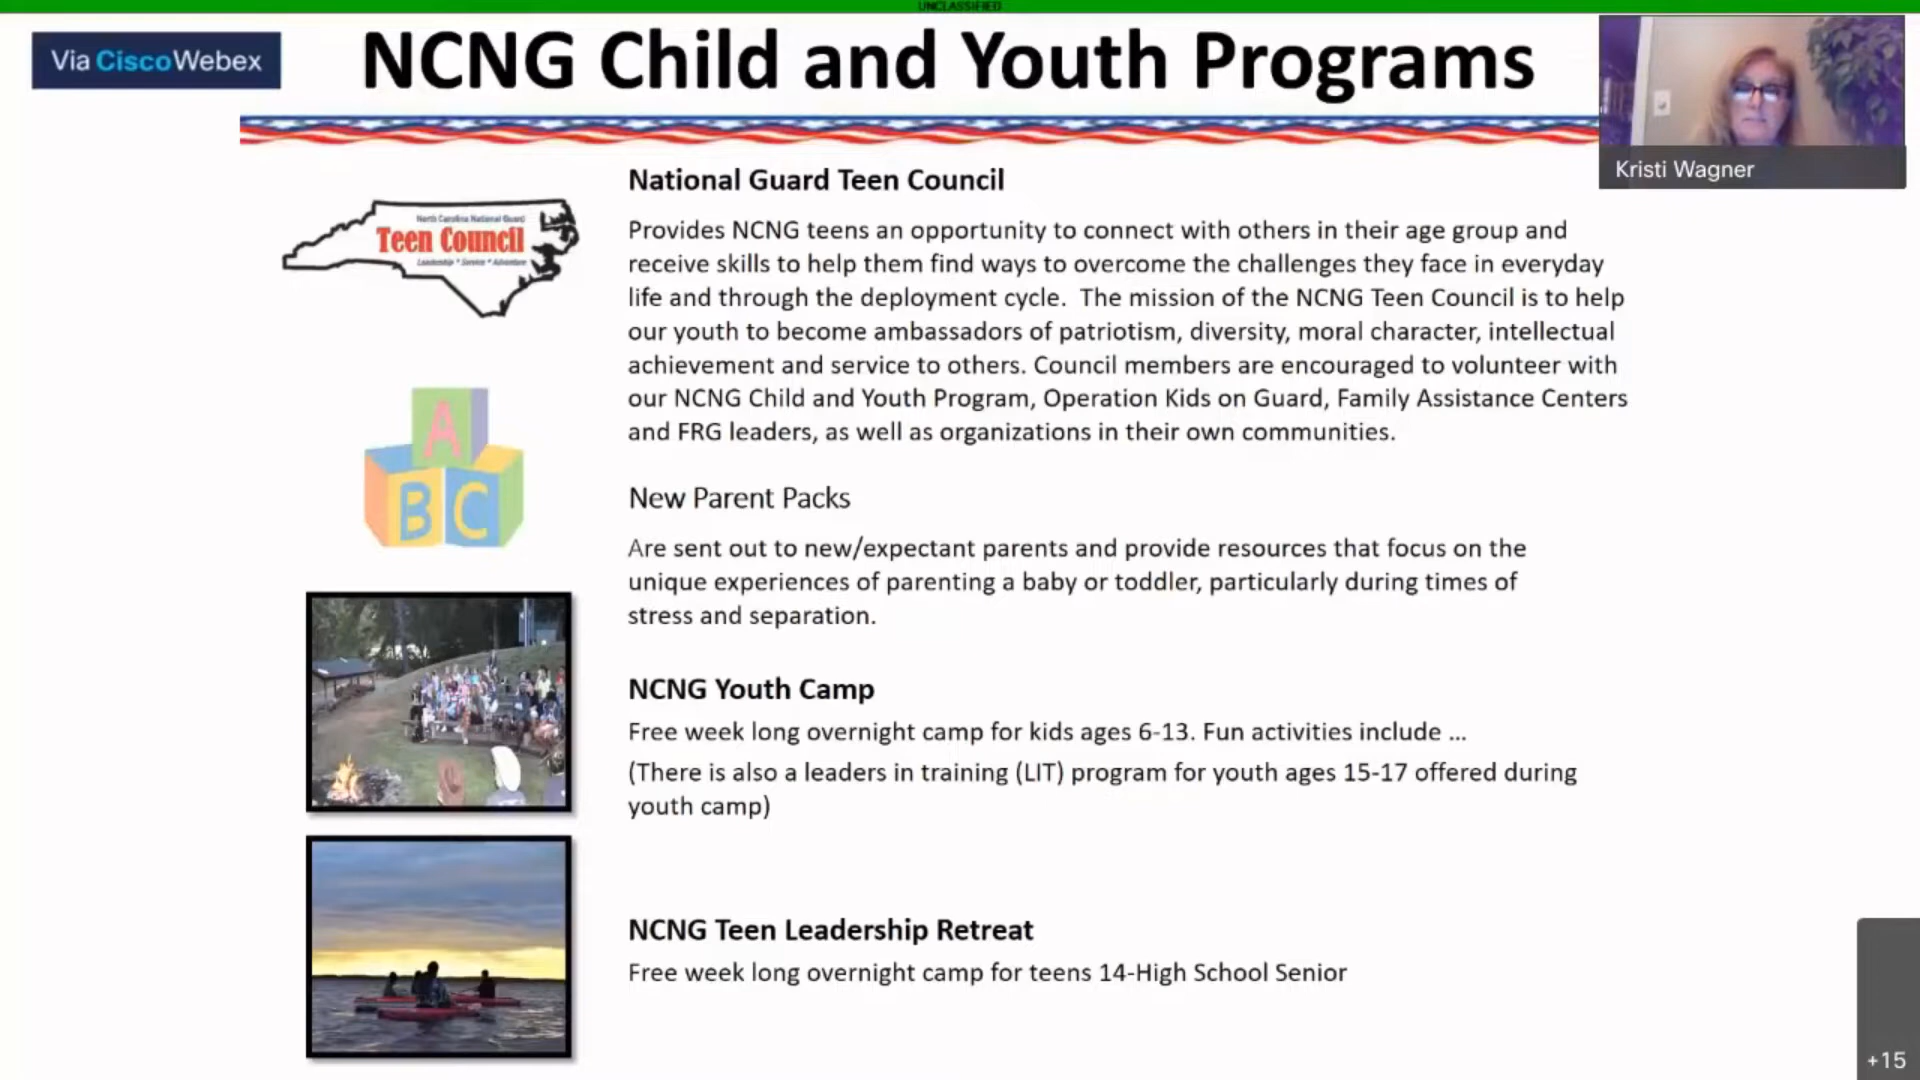 UNCLASSIFIED
Via CiscoWebex
NCNG Child and Youth Programs
Kristi Wagner
National Guard Teen Council
North Carolina National Guard
Teen Council
Leadership * Service * Adventure
Provides NCNG teens an opportunity to connect with others in their age group and
receive skills to help them find ways to overcome the challenges they face in everyday
life and through the deployment cycle.  The mission of the NCNG Teen Council is to help
our youth to become ambassadors of patriotism, diversity, moral character, intellectual
achievement and service to others. Council members are encouraged to volunteer with
our NCNG Child and Youth Program, Operation Kids on Guard, Family Assistance Centers
and FRG leaders, as well as organizations in their own communities.
A
B C
New Parent Packs
Are sent out to new/expectant parents and provide resources that focus on the
unique experiences of parenting a baby or toddler, particularly during times of
stress and separation.
NCNG Youth Camp
Free week long overnight camp for kids ages 6-13. Fun activities include ...
(There is also a leaders in training (LIT) program for youth ages 15-17 offered during
youth camp)
NCNG Teen Leadership Retreat
Free week long overnight camp for teens 14-High School Senior
+15